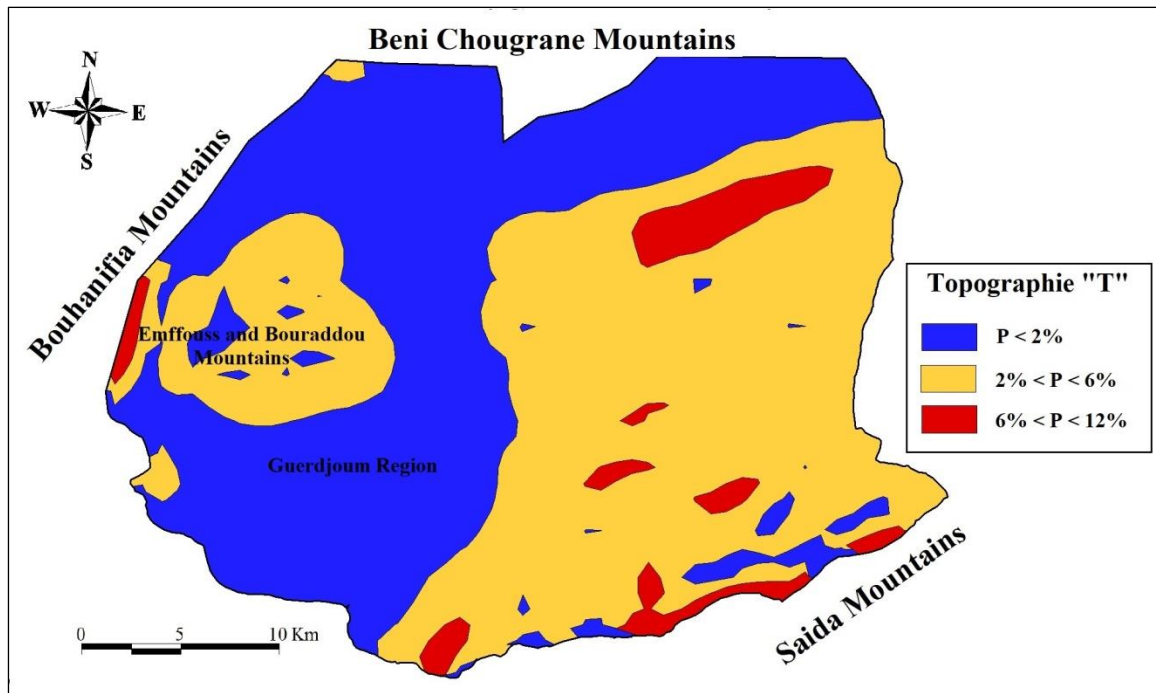 Beni Chougrane Mountains
N
W E
S
Bouhanifia Mountains
Emffouss and Bouraddou
Mountains
Guerdjoum Region
Topographie "T"
P < 2%
2% < P < 6%
6% < P < 12%
Saida Mountains
0 5 10 Km